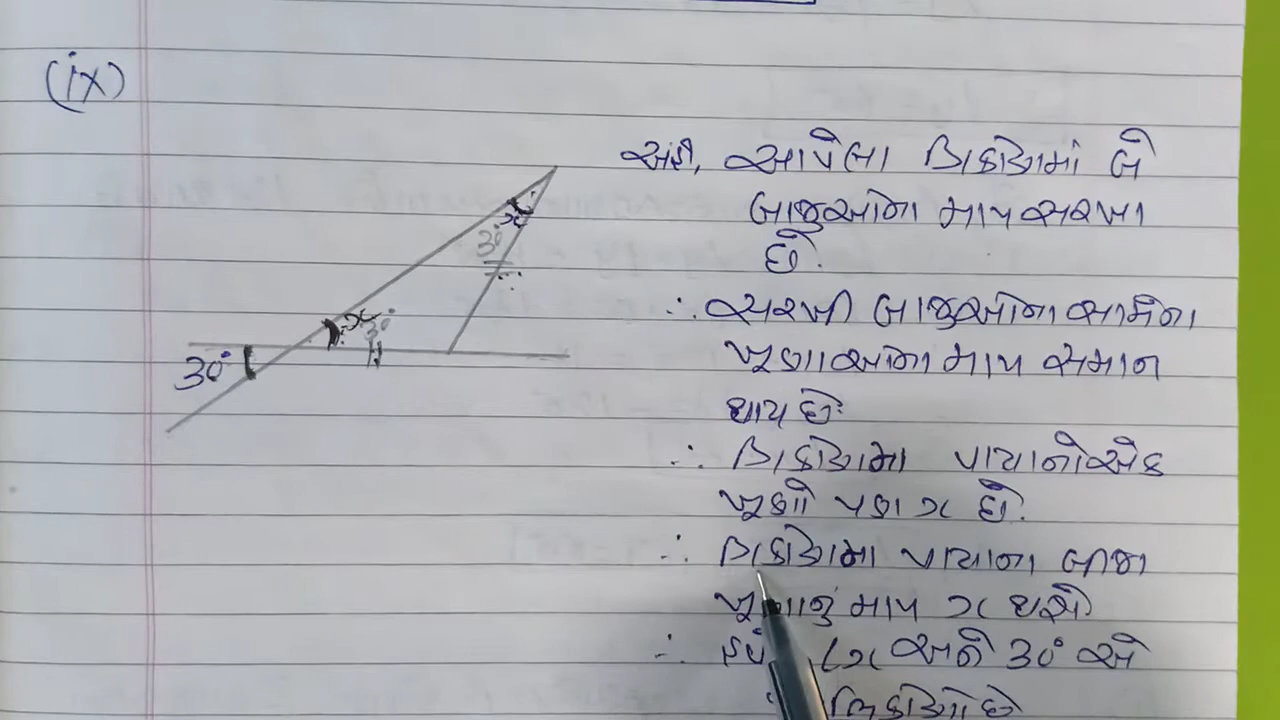 (ix)
અહીં, આપેલા ત્રિકોણમાં બે
બાજુઓના માપ સરખા
છે.
∴ સરખી બાજુઓના સામેના
ખૂણાઓના માપ સમાન
થાય છે.
∴ ત્રિકોણમા પાયાનો એક
ખૂણો પણ x છે.
∴ ત્રિકોણમા પાયાના બીજા
ખૂણાનું માપ x થશે
∴ હવે, ∠x અને 30° એ
x
30°
x
30°
30°